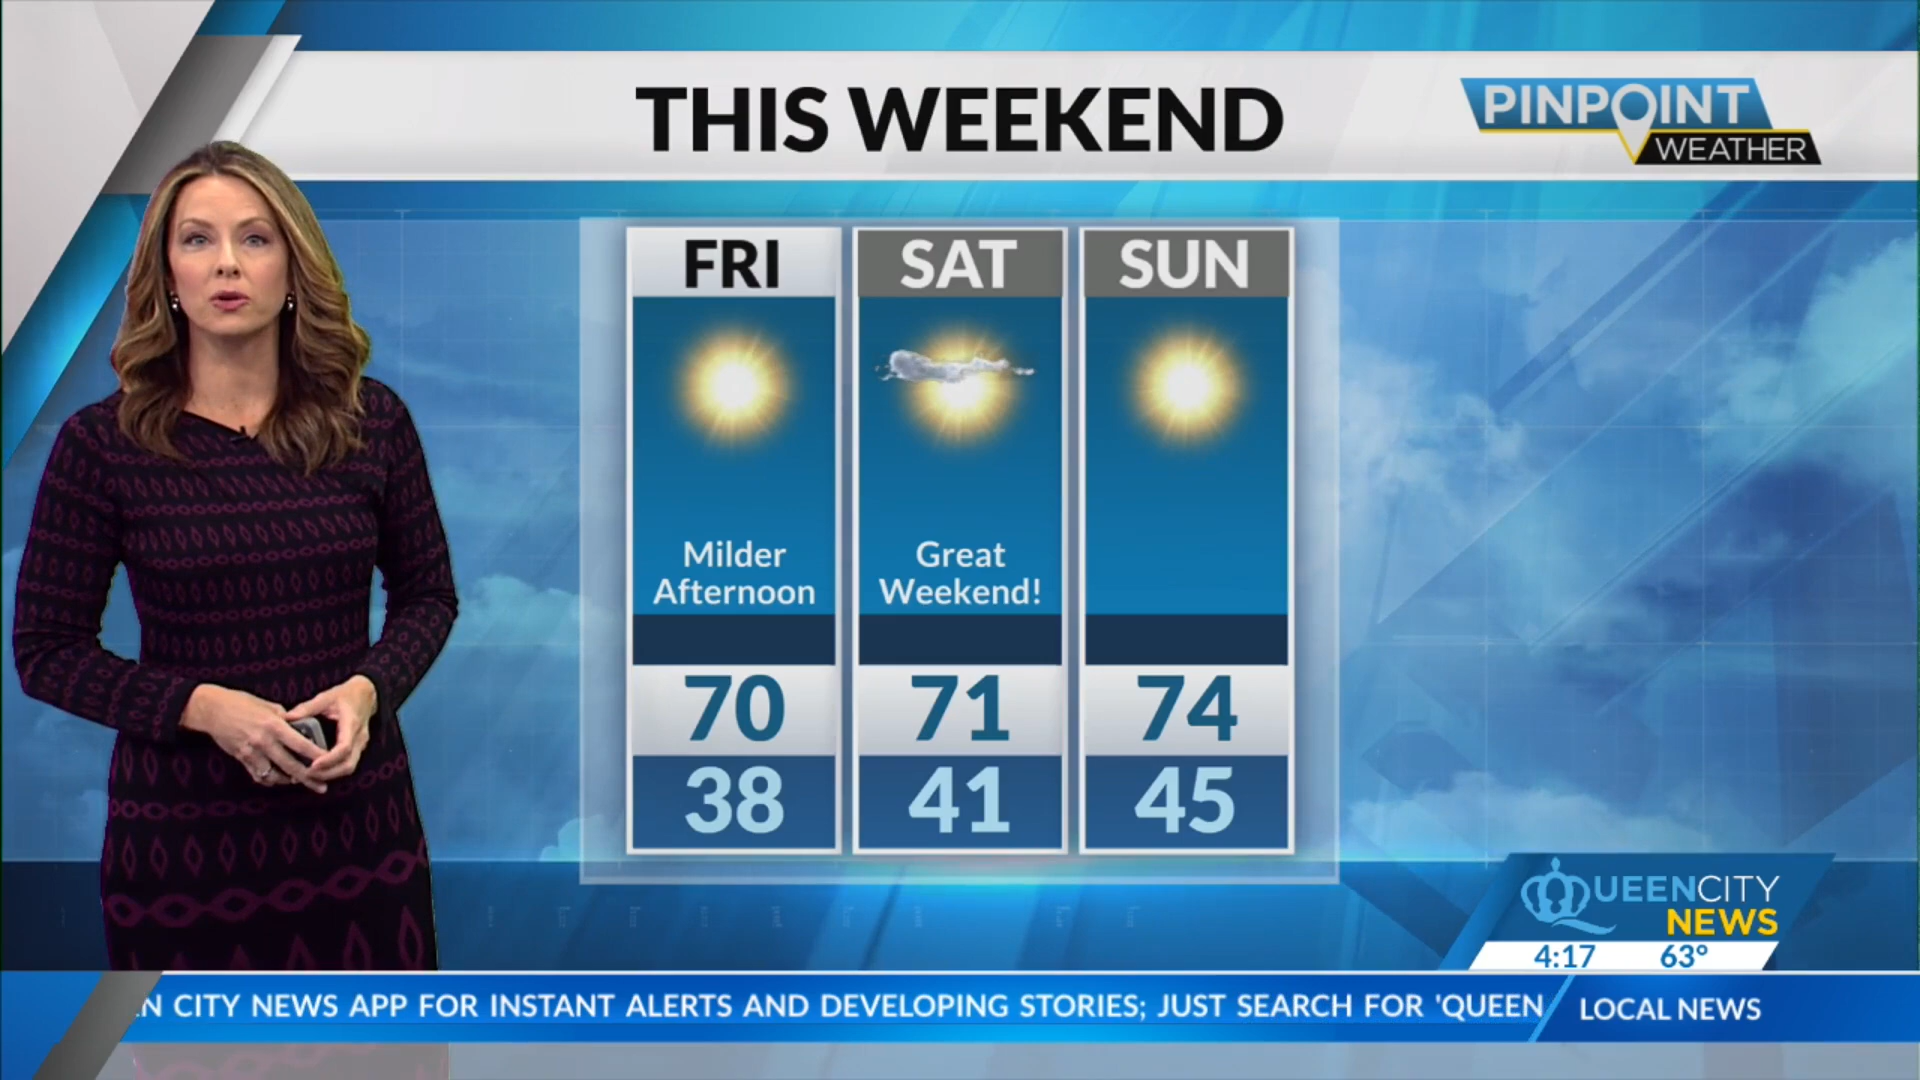 THIS WEEKEND
PINPOINT
WEATHER
FRI
SAT
SUN
Milder
Afternoon
Great
Weekend!
70
71
74
38
41
45
QUEENCITY
NEWS
4:17 63°
N CITY NEWS APP FOR INSTANT ALERTS AND DEVELOPING STORIES; JUST SEARCH FOR 'QUEEN
LOCAL NEWS